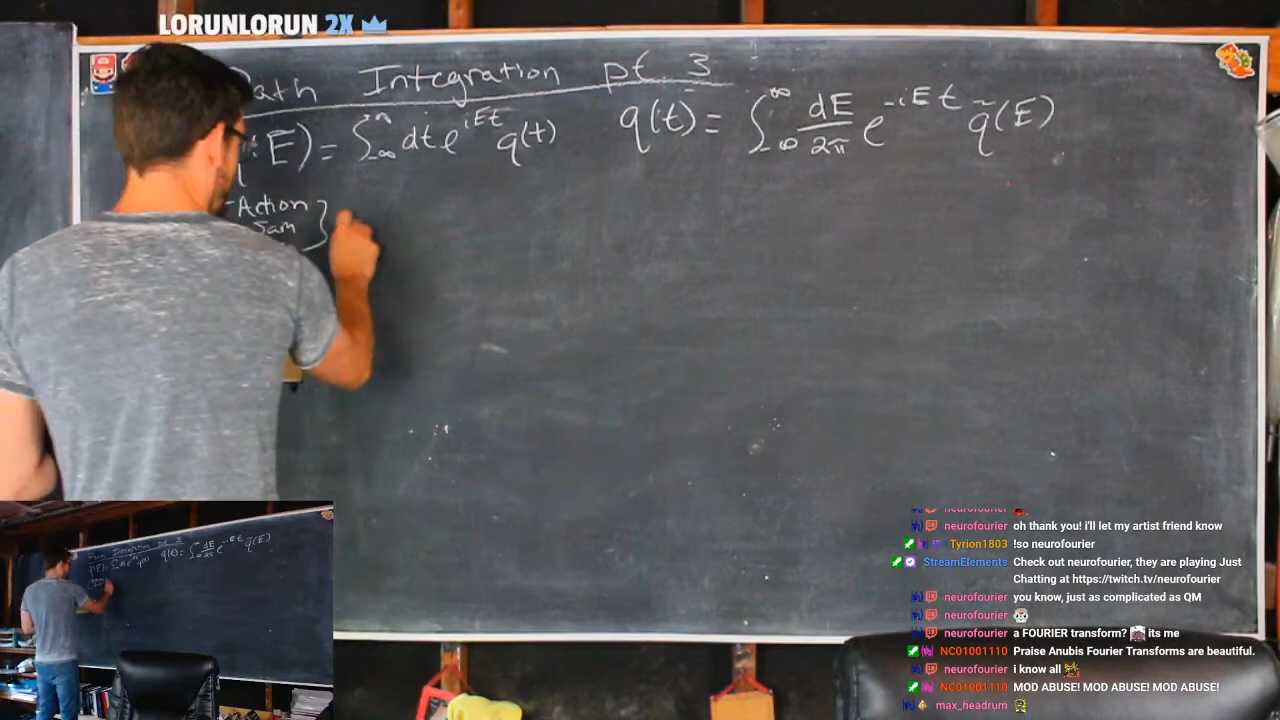 LORUNLORUN 2X
ath Integration pt 3
E) = ∫_{-∞}^{∞} dt e^{iEt} q(t) q(t) = ∫_{-∞}^{∞} dE/2π e^{-iEt} q̃(E)
-Action
Sam }
neurofourier
neurofourier oh thank you! i'll let my artist friend know
Tyrion1803 !so neurofourier
StreamElements Check out neurofourier, they are playing Just
Chatting at https://twitch.tv/neurofourier
neurofourier you know, just as complicated as QM
neurofourier
neurofourier a FOURIER transform? its me
NC01001110 Praise Anubis Fourier Transforms are beautiful.
neurofourier i know all
NC01001110 MOD ABUSE! MOD ABUSE! MOD ABUSE!
max_headrum